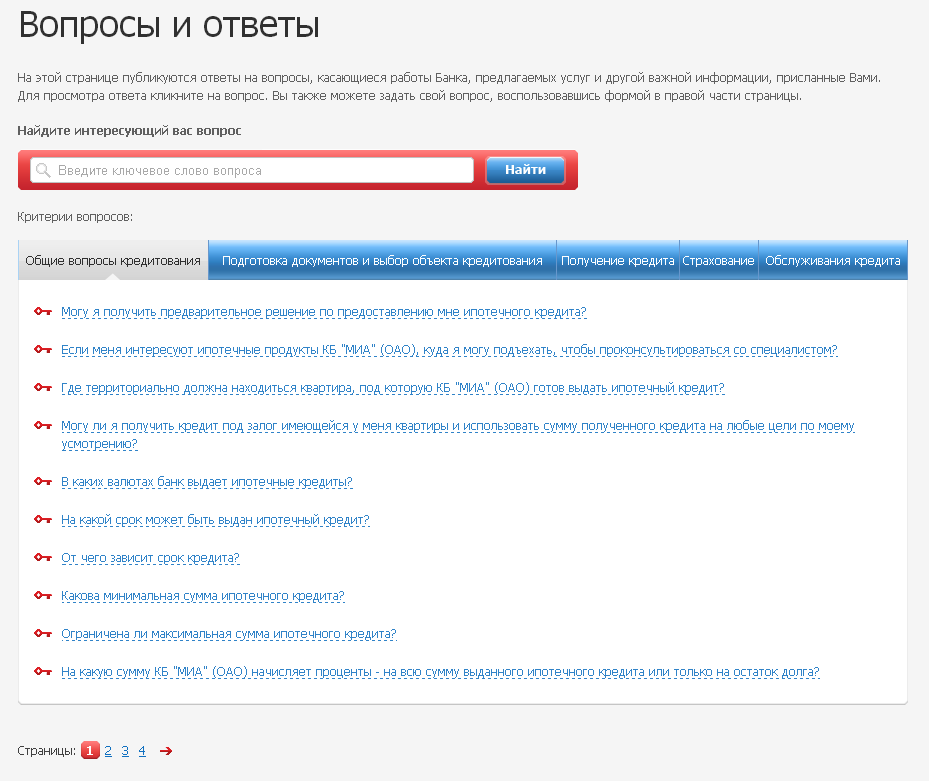 Вопросы и ответы
На этой странице публикуются ответы на вопросы, касающиеся работы Банка, предлагаемых услуг и другой важной информации, присланные Вами.
Для просмотра ответа кликните на вопрос. Вы также можете задать свой вопрос, воспользовавшись формой в правой части страницы.
Найдите интересующий вас вопрос
Введите ключевое слово вопроса Найти
Критерии вопросов:
Общие вопросы кредитования Подготовка документов и выбор объекта кредитования Получение кредита Страхование Обслуживания кредита
Могу я получить предварительное решение по предоставлению мне ипотечного кредита?
Если меня интересуют ипотечные продукты КБ "МИА" (ОАО), куда я могу подъехать, чтобы проконсультироваться со специалистом?
Где территориально должна находиться квартира, под которую КБ "МИА" (ОАО) готов выдать ипотечный кредит?
Могу ли я получить кредит под залог имеющейся у меня квартиры и использовать сумму полученного кредита на любые цели по моему
усмотрению?
В каких валютах банк выдает ипотечные кредиты?
На какой срок может быть выдан ипотечный кредит?
От чего зависит срок кредита?
Какова минимальная сумма ипотечного кредита?
Ограничена ли максимальная сумма ипотечного кредита?
На какую сумму КБ "МИА" (ОАО) начисляет проценты - на всю сумму выданного ипотечного кредита или только на остаток долга?
Страницы: 1 2 3 4 →